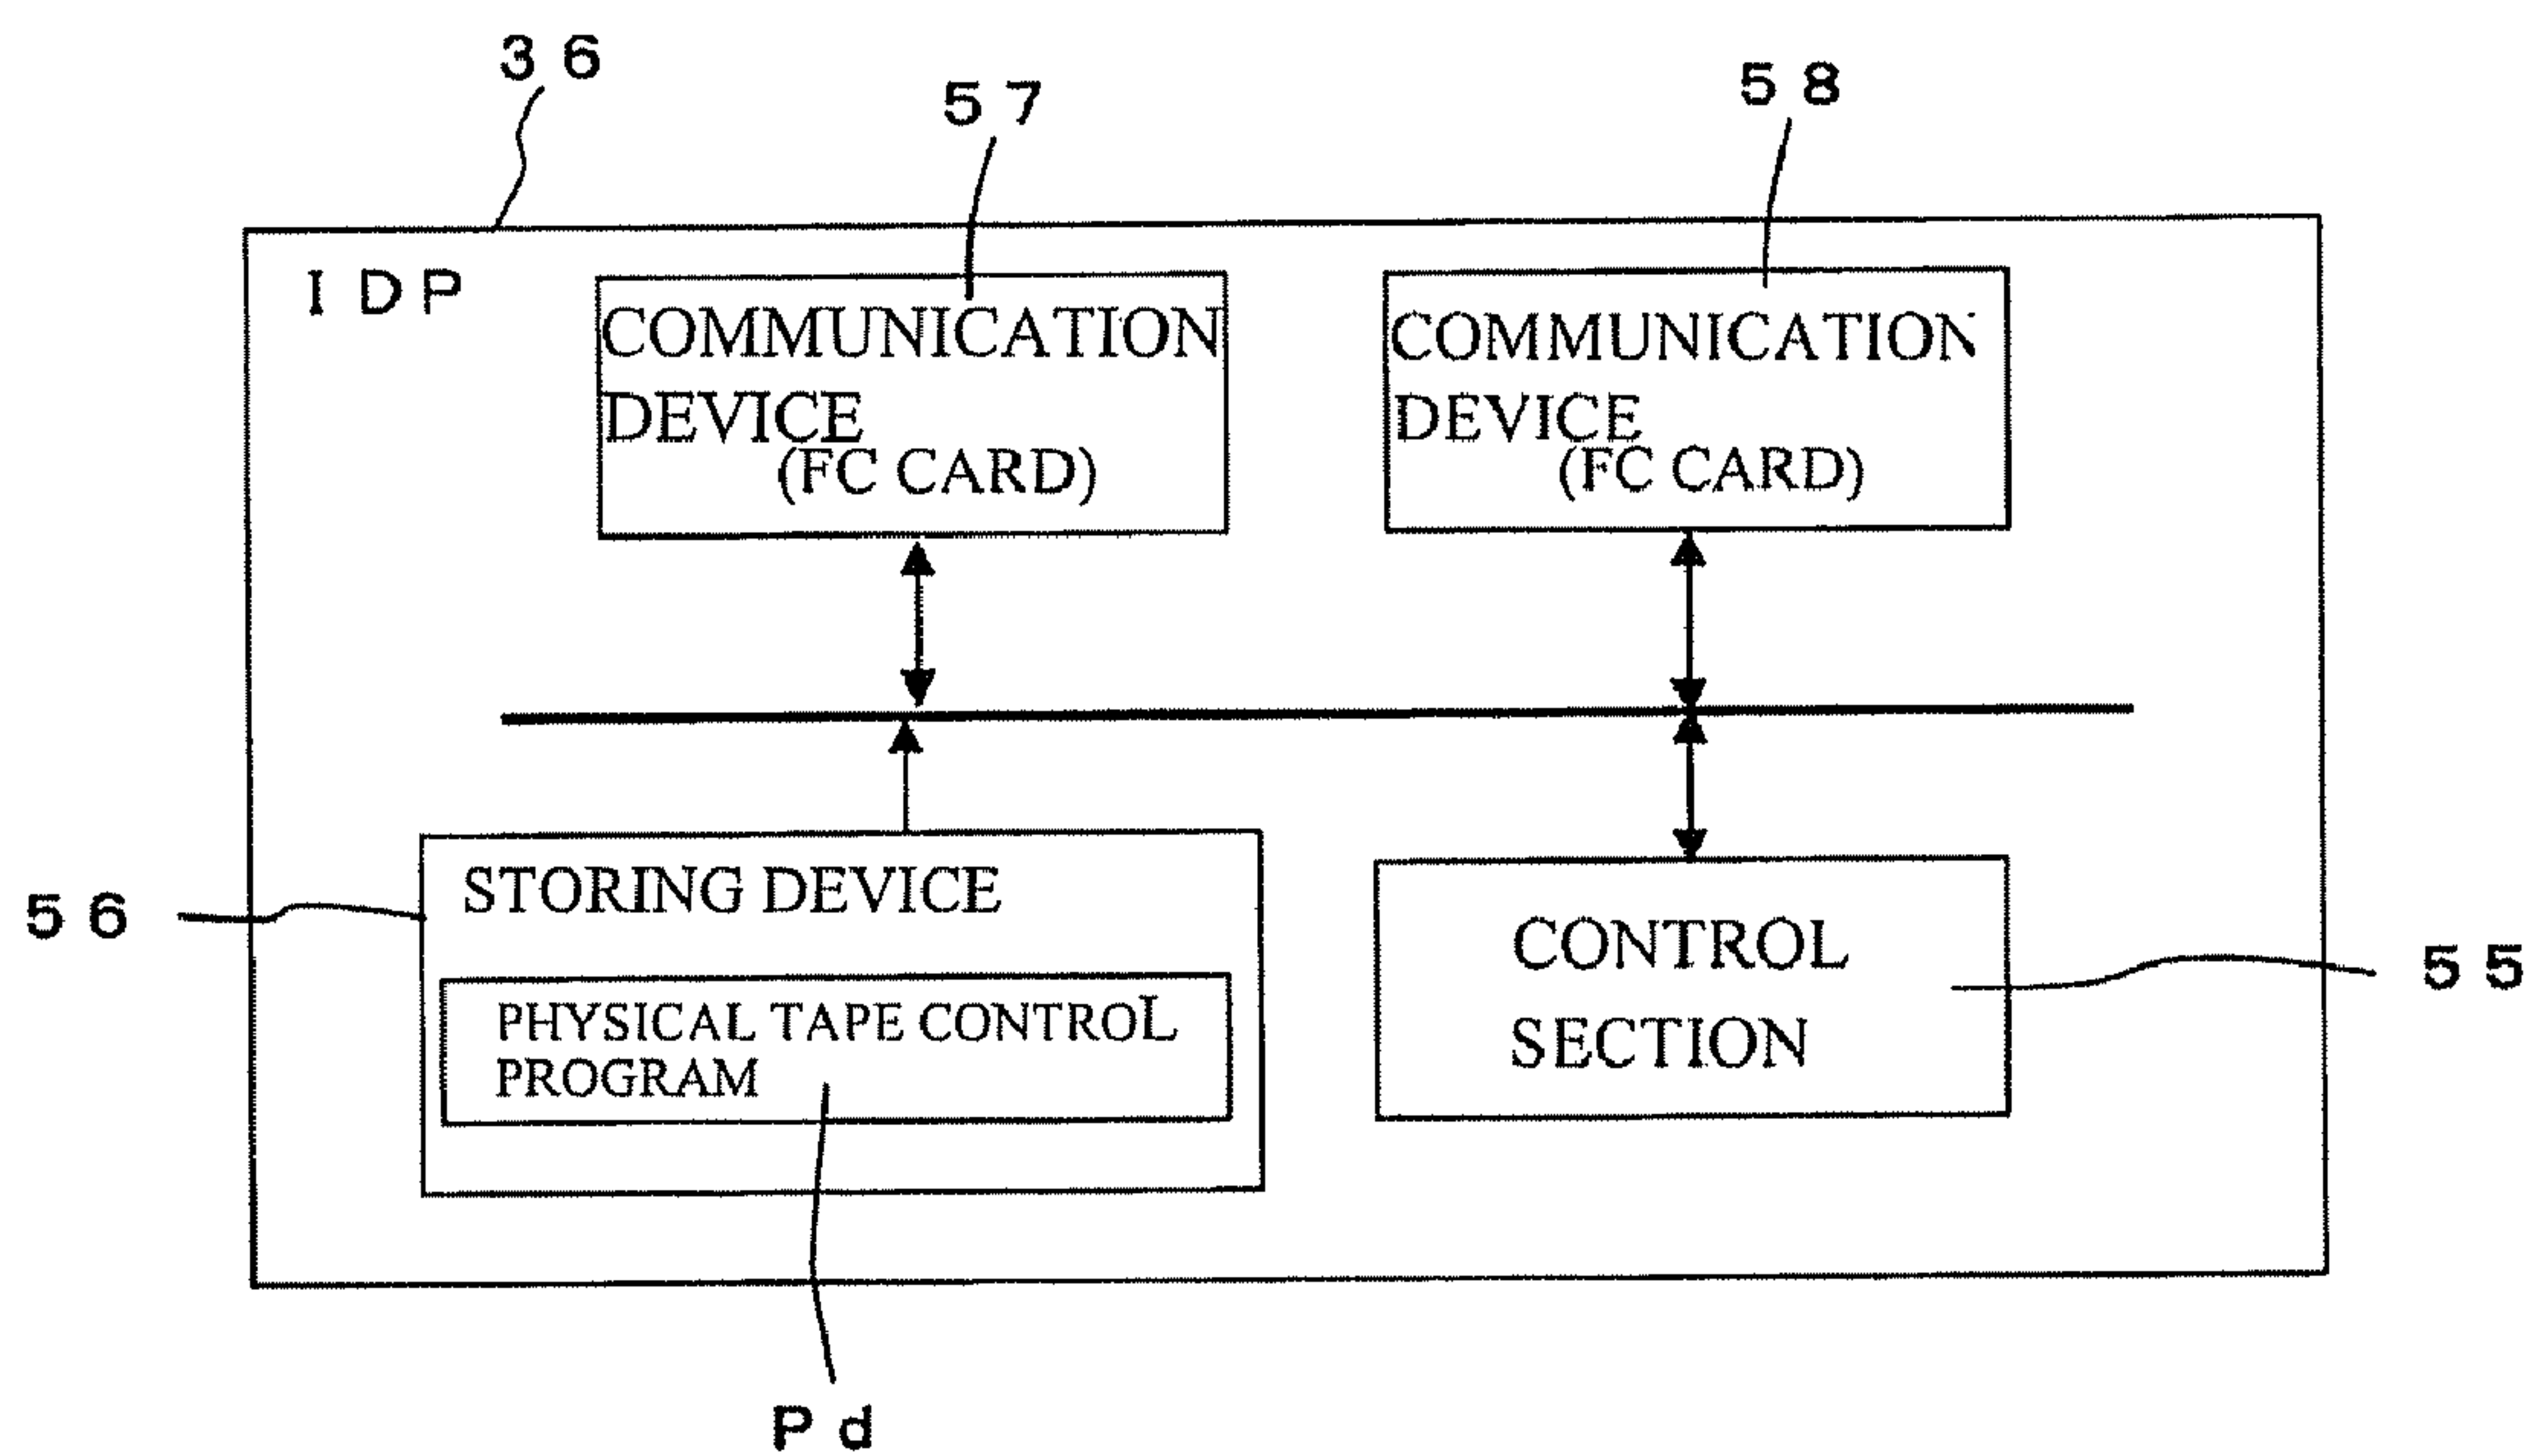 36
57
58
IDP
COMMUNICATION
DEVICE
(FC CARD)
COMMUNICATION
DEVICE
(FC CARD)
56
STORING DEVICE
PHYSICAL TAPE CONTROL
PROGRAM
CONTROL
SECTION
55
Pd